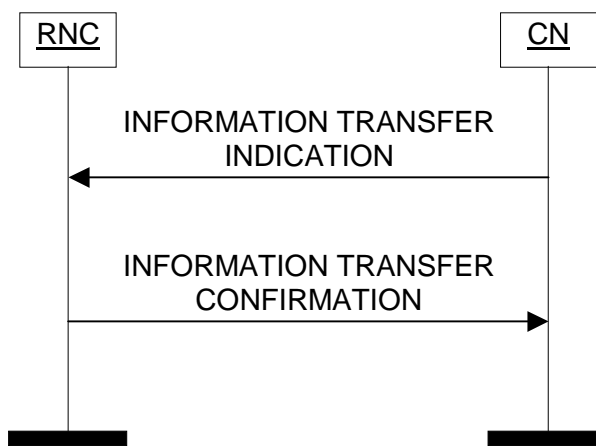 RNC
CN
INFORMATION TRANSFER
INDICATION
INFORMATION TRANSFER
CONFIRMATION